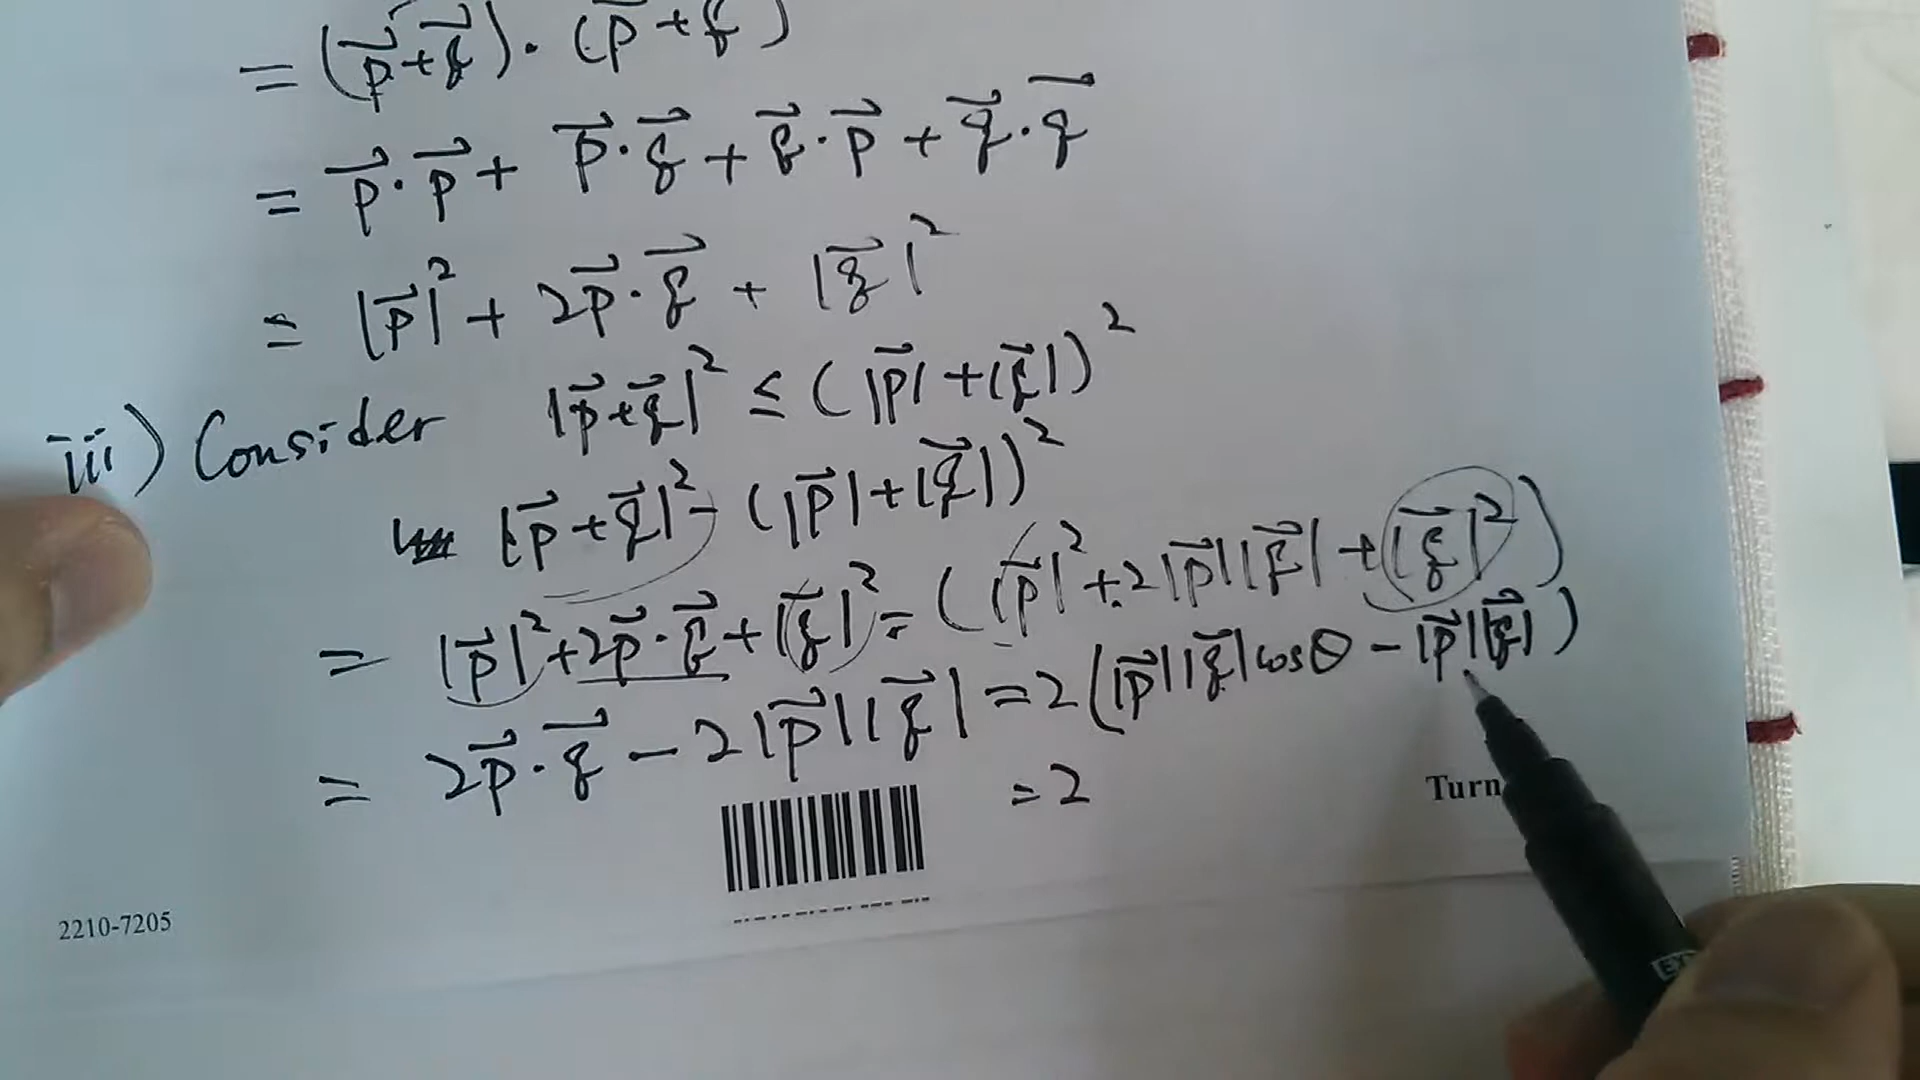 = (p⃗+q⃗)·(p⃗+q⃗)
= p⃗·p⃗ + p⃗·q⃗ + q⃗·p⃗ + q⃗·q⃗
= |p⃗|² + 2p⃗·q⃗ + |q⃗|²
iii) Consider |p⃗+q⃗|² ≤ (|p⃗|+|q⃗|)²
|p⃗+q⃗|² - (|p⃗|+|q⃗|)²
= |p⃗|²+2p⃗·q⃗+|q⃗|² - (|p⃗|²+2|p⃗||q⃗|+|q⃗|²)
= 2p⃗·q⃗ - 2|p⃗||q⃗| = 2(|p⃗||q⃗|cosθ - |p⃗||q⃗|)
= 2
Turn
2210-7205